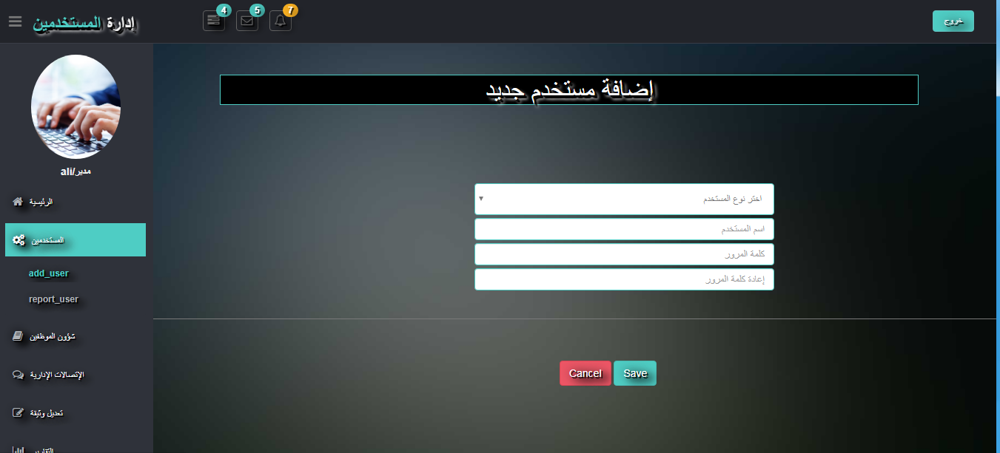 إدارة المستخدمين
4
5
7
خروج
ali/مدير
الرئيسية
المستخدمين
add_user
report_user
شؤون الموظفين
الإتصالات الإدارية
تعديل وثيقة
التقارير
إضافة مستخدم جديد
اختر نوع المستخدم
اسم المستخدم
كلمة المرور
إعادة كلمة المرور
Cancel Save